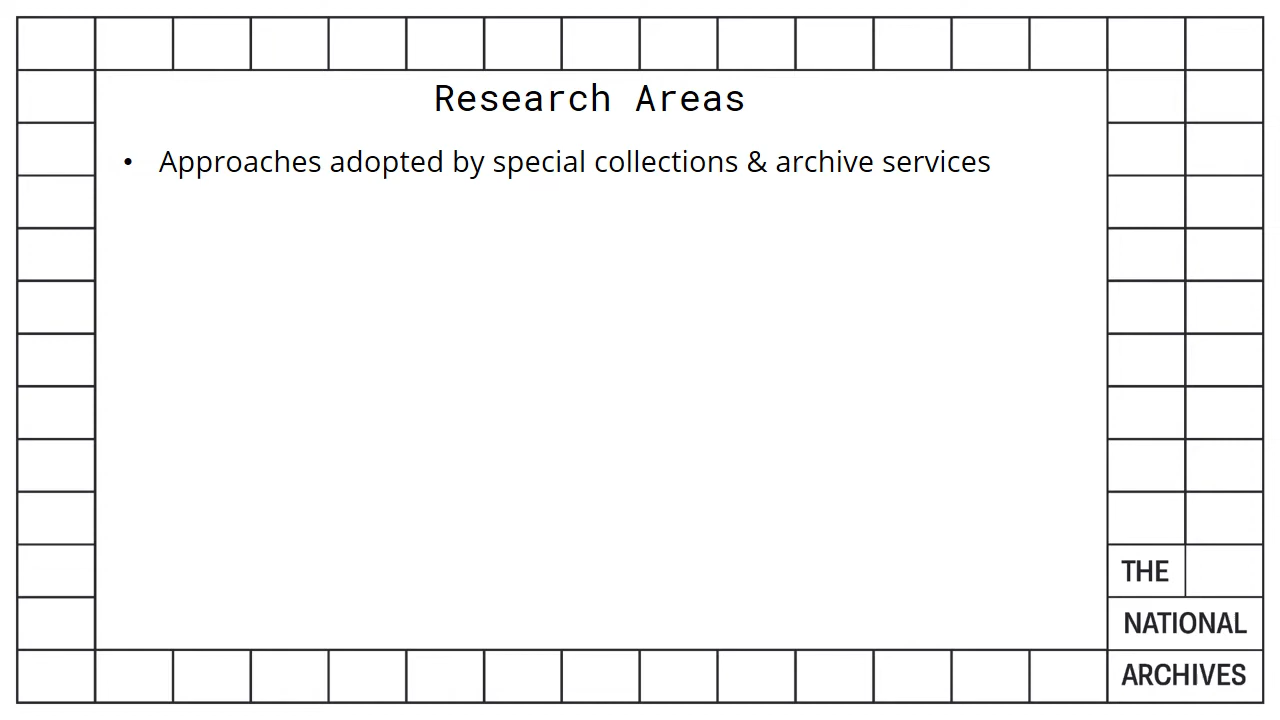 Research Areas
• Approaches adopted by special collections & archive services
THE
NATIONAL
ARCHIVES